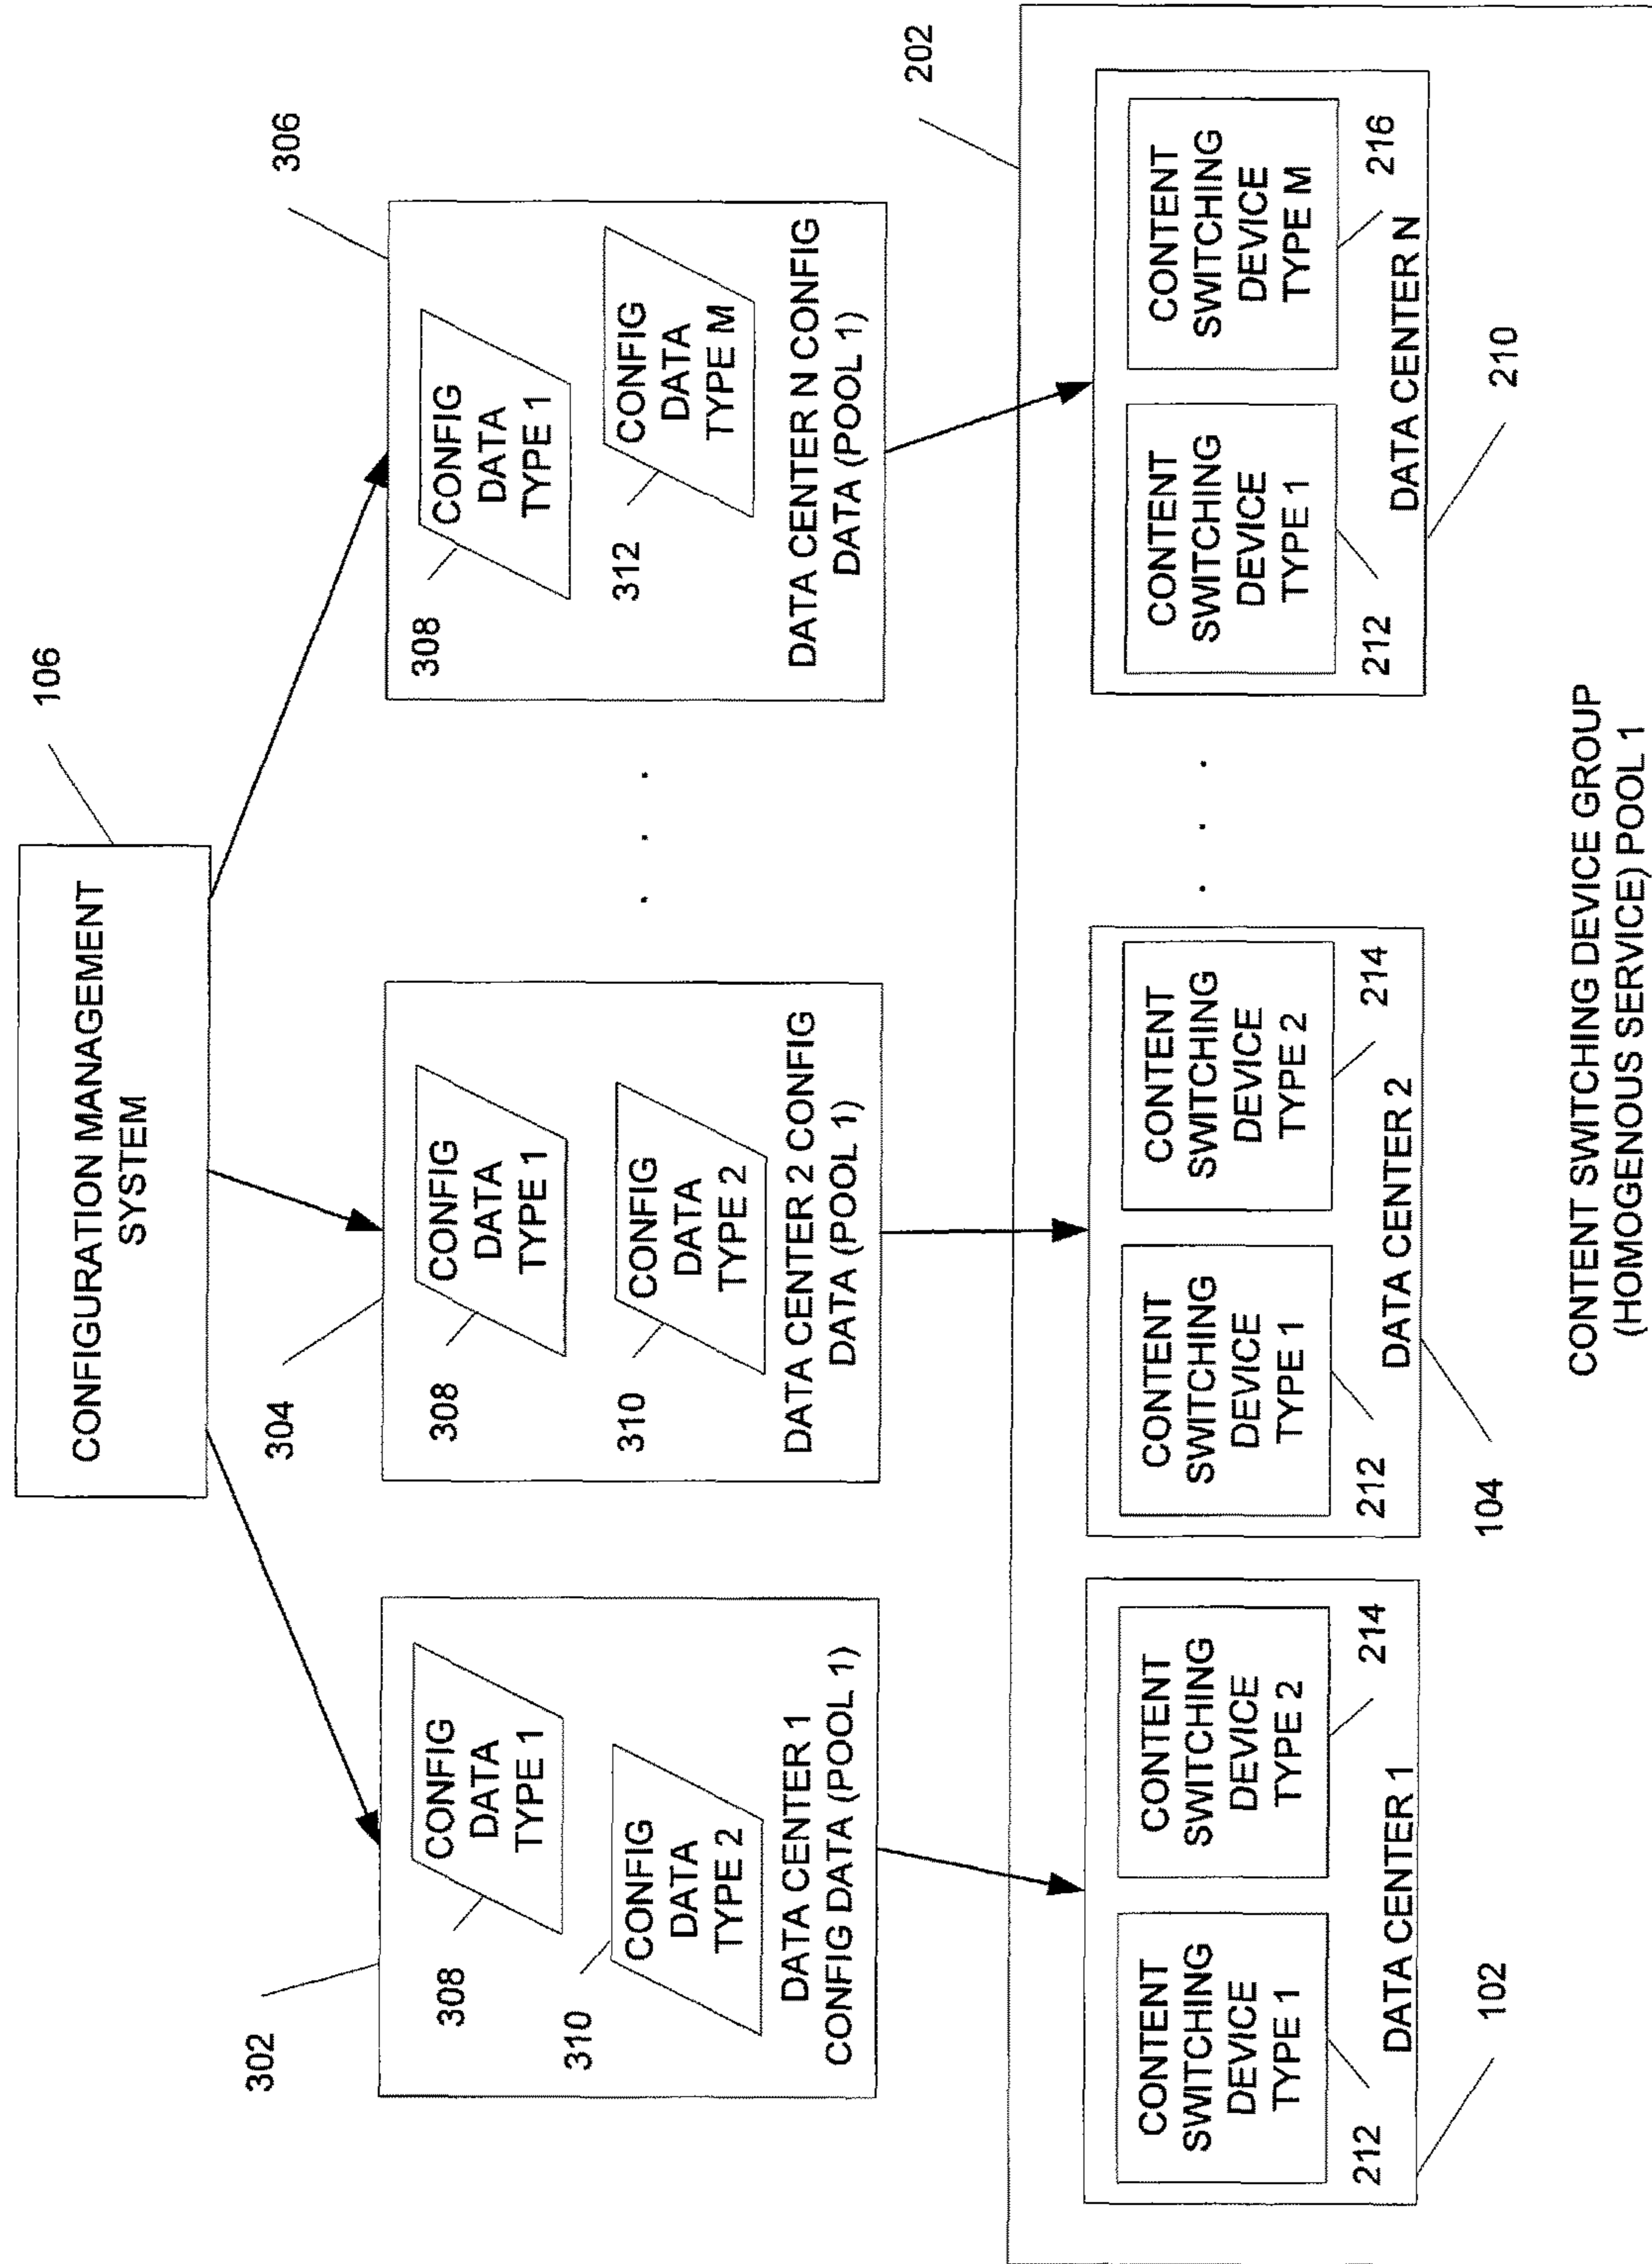 CONFIGURATION MANAGEMENT
SYSTEM
106
302
308
CONFIG
DATA
TYPE 1
310
CONFIG
DATA
TYPE 2
DATA CENTER 1
CONFIG DATA (POOL 1)
304
308
CONFIG
DATA
TYPE 1
310
CONFIG
DATA
TYPE 2
DATA CENTER 2 CONFIG
DATA (POOL 1)
. . .
306
308
CONFIG
DATA
TYPE 1
312
CONFIG
DATA
TYPE M
DATA CENTER N CONFIG
DATA (POOL 1)
202
CONTENT
SWITCHING
DEVICE
TYPE 1
212
CONTENT
SWITCHING
DEVICE
TYPE 2
214
DATA CENTER 1
102
CONTENT
SWITCHING
DEVICE
TYPE 1
212
CONTENT
SWITCHING
DEVICE
TYPE 2
214
DATA CENTER 2
104
. . .
CONTENT
SWITCHING
DEVICE
TYPE 1
212
CONTENT
SWITCHING
DEVICE
TYPE M
216
DATA CENTER N
210
CONTENT SWITCHING DEVICE GROUP
(HOMOGENOUS SERVICE) POOL 1